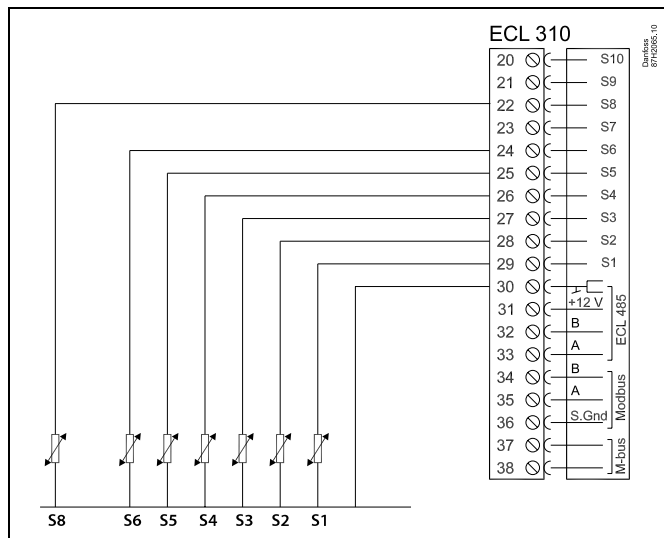 ECL 310
Danfoss
87H2065.10
20 S10
21 S9
22 S8
23 S7
24 S6
25 S5
26 S4
27 S3
28 S2
29 S1
30
31 +12 V
32 B
33 A
ECL 485
34 B
35 A
36 S.Gnd
Modbus
37
38
M-bus
S8 S6 S5 S4 S3 S2 S1